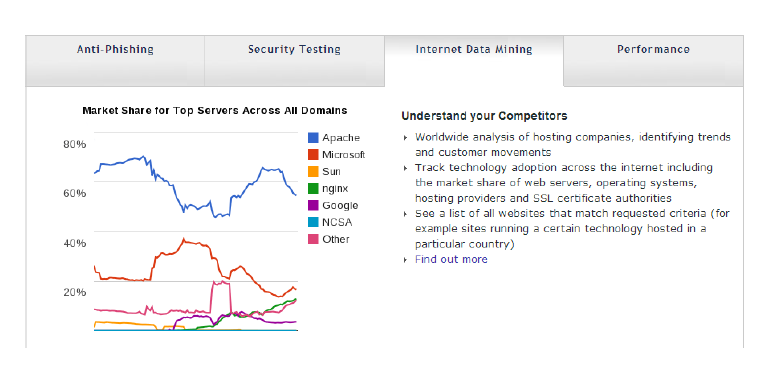 Anti-Phishing
Security Testing
Internet Data Mining
Performance
Market Share for Top Servers Across All Domains
80%
60%
40%
20%
Apache
Microsoft
Sun
nginx
Google
NCSA
Other
Understand your Competitors
Worldwide analysis of hosting companies, identifying trends
and customer movements
Track technology adoption across the internet including
the market share of web servers, operating systems,
hosting providers and SSL certificate authorities
See a list of all websites that match requested criteria (for
example sites running a certain technology hosted in a
particular country)
Find out more